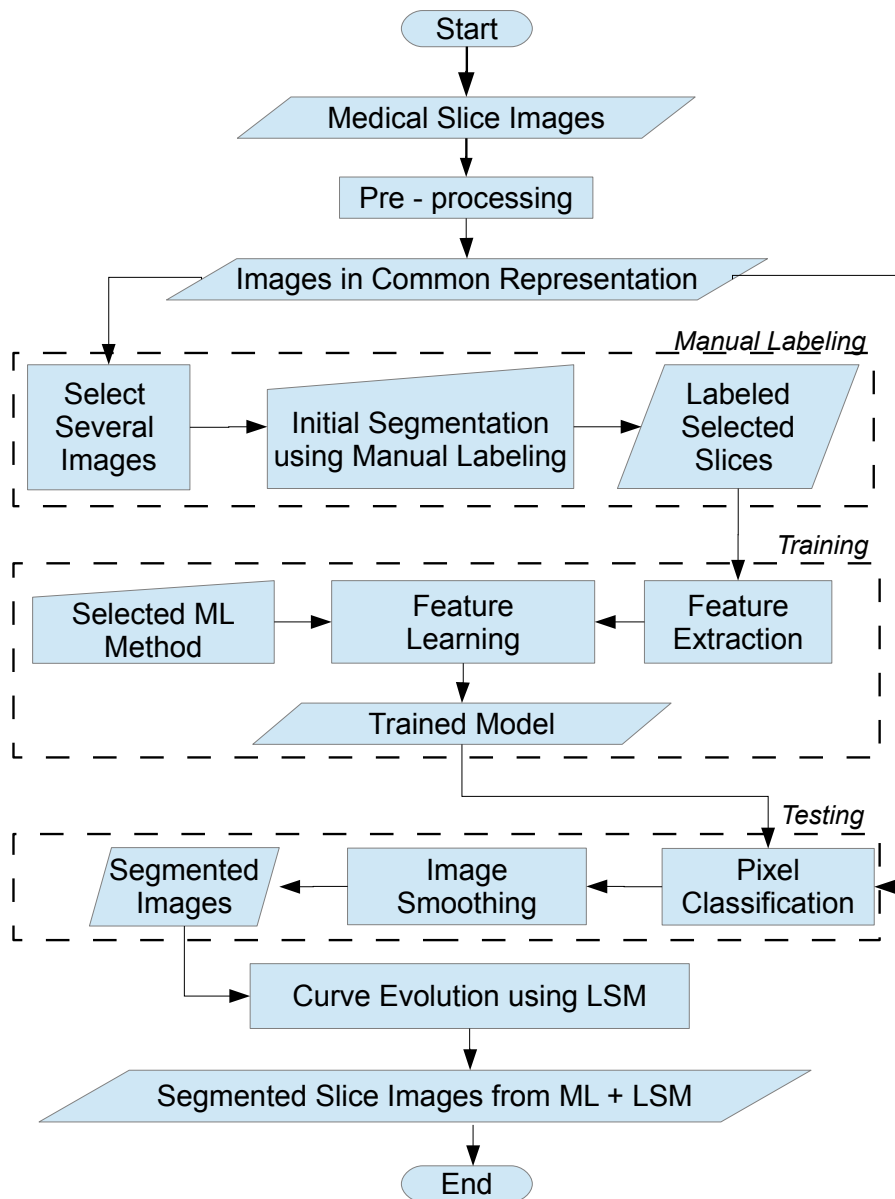 Start
Medical Slice Images
Pre - processing
Images in Common Representation
Manual Labeling
Select
Several
Images
Initial Segmentation
using Manual Labeling
Labeled
Selected
Slices
Training
Selected ML
Method
Feature
Learning
Feature
Extraction
Trained Model
Testing
Segmented
Images
Image
Smoothing
Pixel
Classification
Curve Evolution using LSM
Segmented Slice Images from ML + LSM
End